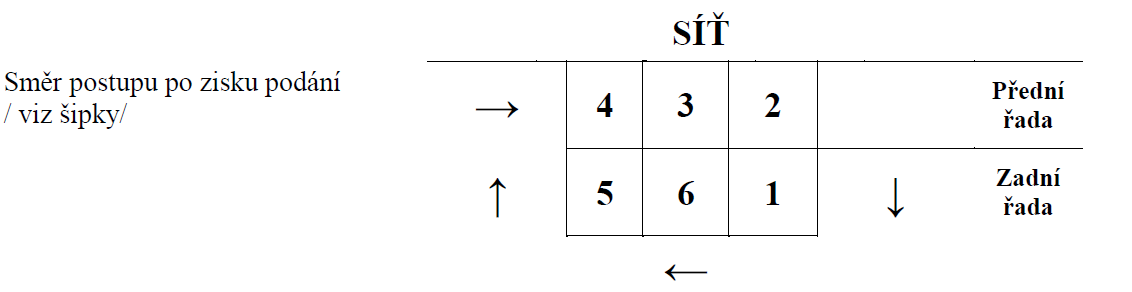 SÍŤ
Směr postupu po zisku podání
/ viz šipky/
→ 4 3 2 Přední řada
↑ 5 6 1 ↓ Zadní řada
←